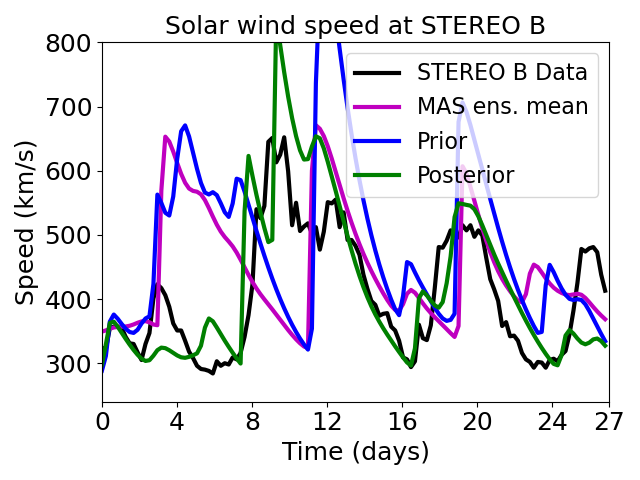 Solar wind speed at STEREO B
800
700
600
500
400
300
Speed (km/s)
STEREO B Data
MAS ens. mean
Prior
Posterior
0 4 8 12 16 20 24 27
Time (days)